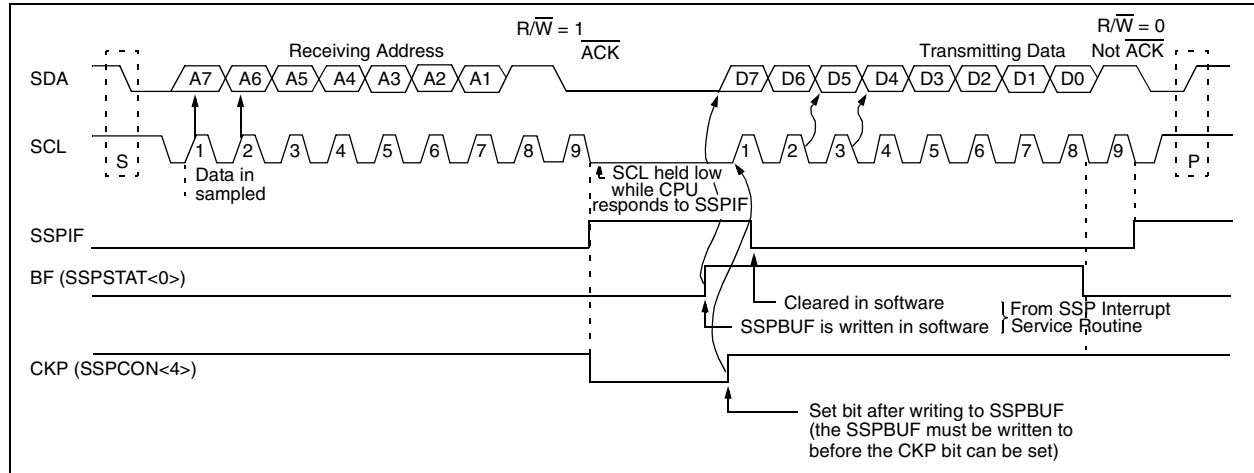 R/W = 1
ACK
R/W = 0
Receiving Address
Transmitting Data
Not ACK
SDA
A7 A6 A5 A4 A3 A2 A1
D7 D6 D5 D4 D3 D2 D1 D0
SCL
S
1 2 3 4 5 6 7 8 9
1 2 3 4 5 6 7 8 9
P
Data in
sampled
SCL held low
while CPU
responds to SSPIF
SSPIF
BF (SSPSTAT<0>)
Cleared in software
SSPBUF is written in software
From SSP Interrupt
Service Routine
CKP (SSPCON<4>)
Set bit after writing to SSPBUF
(the SSPBUF must be written to
before the CKP bit can be set)